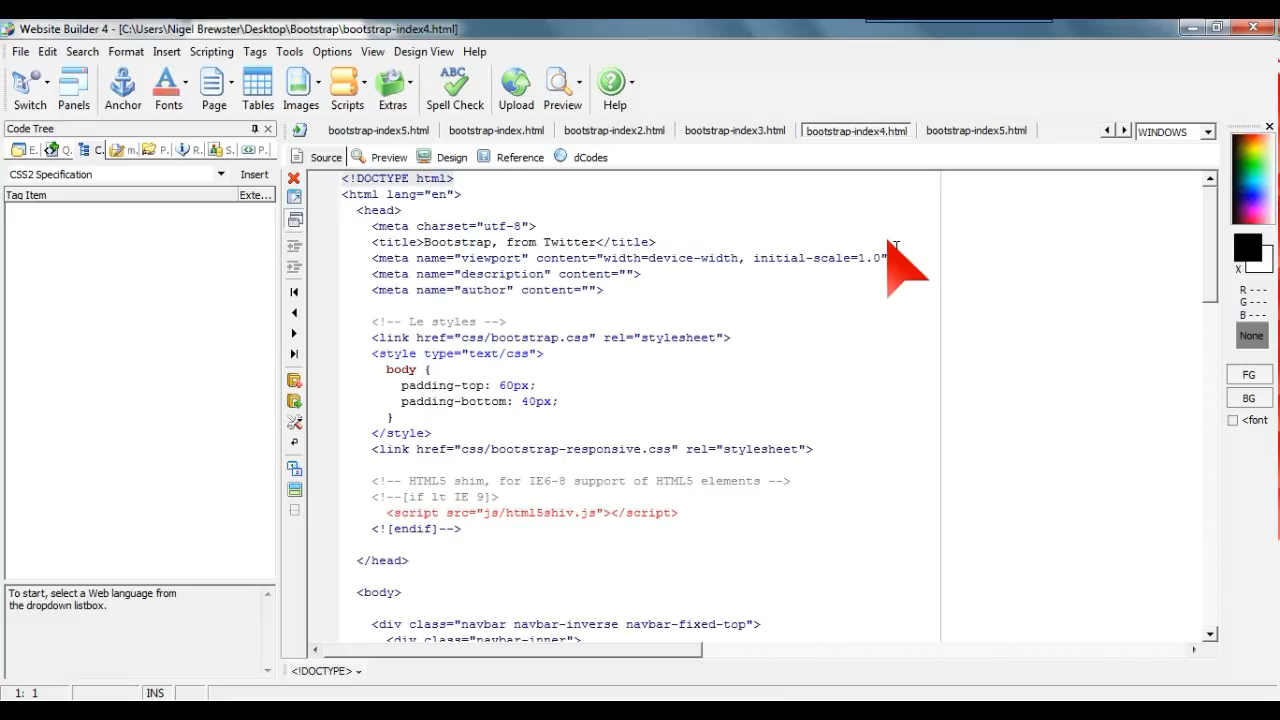 Website Builder 4 - [C:\Users\Nigel Brewster\Desktop\Bootstrap\bootstrap-index4.html]
File Edit Search Format Insert Scripting Tags Tools Options View Design View Help
Switch Panels Anchor Fonts Page Tables Images Scripts Extras Spell Check Upload Preview Help
Code Tree
bootstrap-index5.html bootstrap-index.html bootstrap-index2.html bootstrap-index3.html bootstrap-index4.html bootstrap-index5.html WINDOWS
E. Q. C. m. P. R. S. P.
Source Preview Design Reference dCodes
CSS2 Specification Insert
Tag Item Exte...
<!DOCTYPE html>
<html lang="en">
<head>
<meta charset="utf-8">
<title>Bootstrap, from Twitter</title>
<meta name="viewport" content="width=device-width, initial-scale=1.0"
<meta name="description" content="">
<meta name="author" content="">
<!-- Le styles -->
<link href="css/bootstrap.css" rel="stylesheet">
<style type="text/css">
body {
padding-top: 60px;
padding-bottom: 40px;
}
</style>
<link href="css/bootstrap-responsive.css" rel="stylesheet">
<!-- HTML5 shim, for IE6-8 support of HTML5 elements -->
<!--[if lt IE 9]>
<script src="js/html5shiv.js"></script>
<![endif]-->
</head>
<body>
<div class="navbar navbar-inverse navbar-fixed-top">
<div class="navbar-inner">
X
R ---
G ---
B ---
None
FG
BG
<font
To start, select a Web language from
the dropdown listbox.
<!DOCTYPE>
1: 1 INS